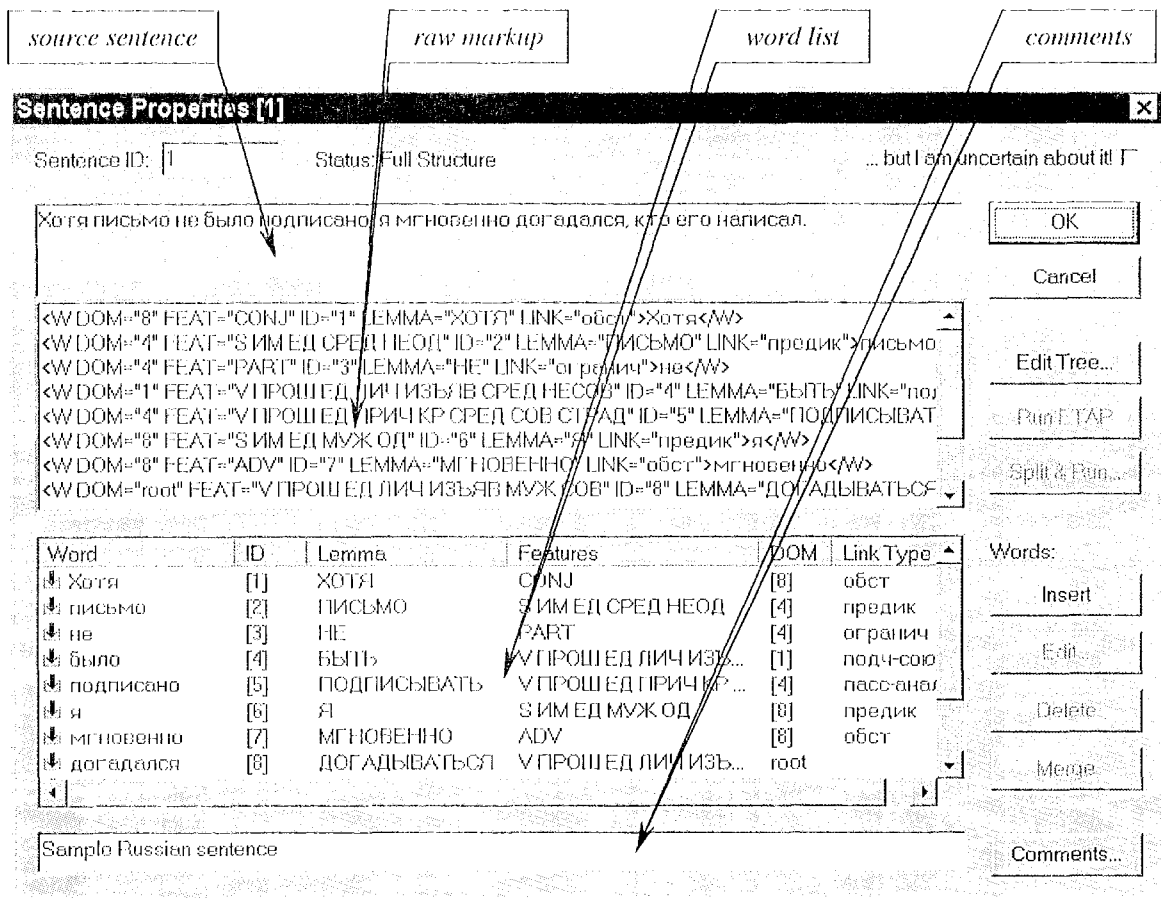 source sentence raw markup word list comments
Sentence Properties [1]
Sentence ID: 1 Status: Full Structure ... but I am uncertain about it!
Хотя письмо не было подписано, я мгновенно догадался, кто его написал.
OK
Cancel
<W DOM="8" FEAT="CONJ" ID="1" LEMMA="ХОТЯ" LINK="обст">Хотя</W>
<W DOM="4" FEAT="S ИМ ЕД СРЕД НЕОД" ID="2" LEMMA="ПИСЬМО" LINK="предик">письмо
<W DOM="4" FEAT="PART" ID="3" LEMMA="НЕ" LINK="огранич">не</W>
<W DOM="1" FEAT="V ПРОШ ЕД ЛИЧ ИЗЪЯВ СРЕД НЕСОВ" ID="4" LEMMA="БЫТЬ" LINK="под
<W DOM="4" FEAT="V ПРОШ ЕД ПРИЧ КР СРЕД СОВ СТРАД" ID="5" LEMMA="ПОДПИСЫВАТ
<W DOM="8" FEAT="S ИМ ЕД МУЖ ОД" ID="6" LEMMA="Я" LINK="предик">я</W>
<W DOM="8" FEAT="ADV" ID="7" LEMMA="МГНОВЕННО" LINK="обст">мгновенно</W>
<W DOM="root" FEAT="V ПРОШ ЕД ЛИЧ ИЗЪЯВ МУЖ СОВ" ID="8" LEMMA="ДОГАДЫВАТЬСЯ
Edit Tree...
Run ETAP
Split & Run...
Word ID Lemma Features DOM Link Type
Хотя [1] ХОТЯ CONJ [8] обст
письмо [2] ПИСЬМО S ИМ ЕД СРЕД НЕОД [4] предик
не [3] НЕ PART [4] огранич
было [4] БЫТЬ V ПРОШ ЕД ЛИЧ ИЗЪ... [1] подч-сою
подписано [5] ПОДПИСЫВАТЬ V ПРОШ ЕД ПРИЧ КР ... [4] пасс-анал
я [6] Я S ИМ ЕД МУЖ ОД [8] предик
мгновенно [7] МГНОВЕННО ADV [8] обст
догадался [8] ДОГАДЫВАТЬСЯ V ПРОШ ЕД ЛИЧ ИЗЪ... root
Words:
Insert
Edit...
Delete
Merge
Sample Russian sentence
Comments...